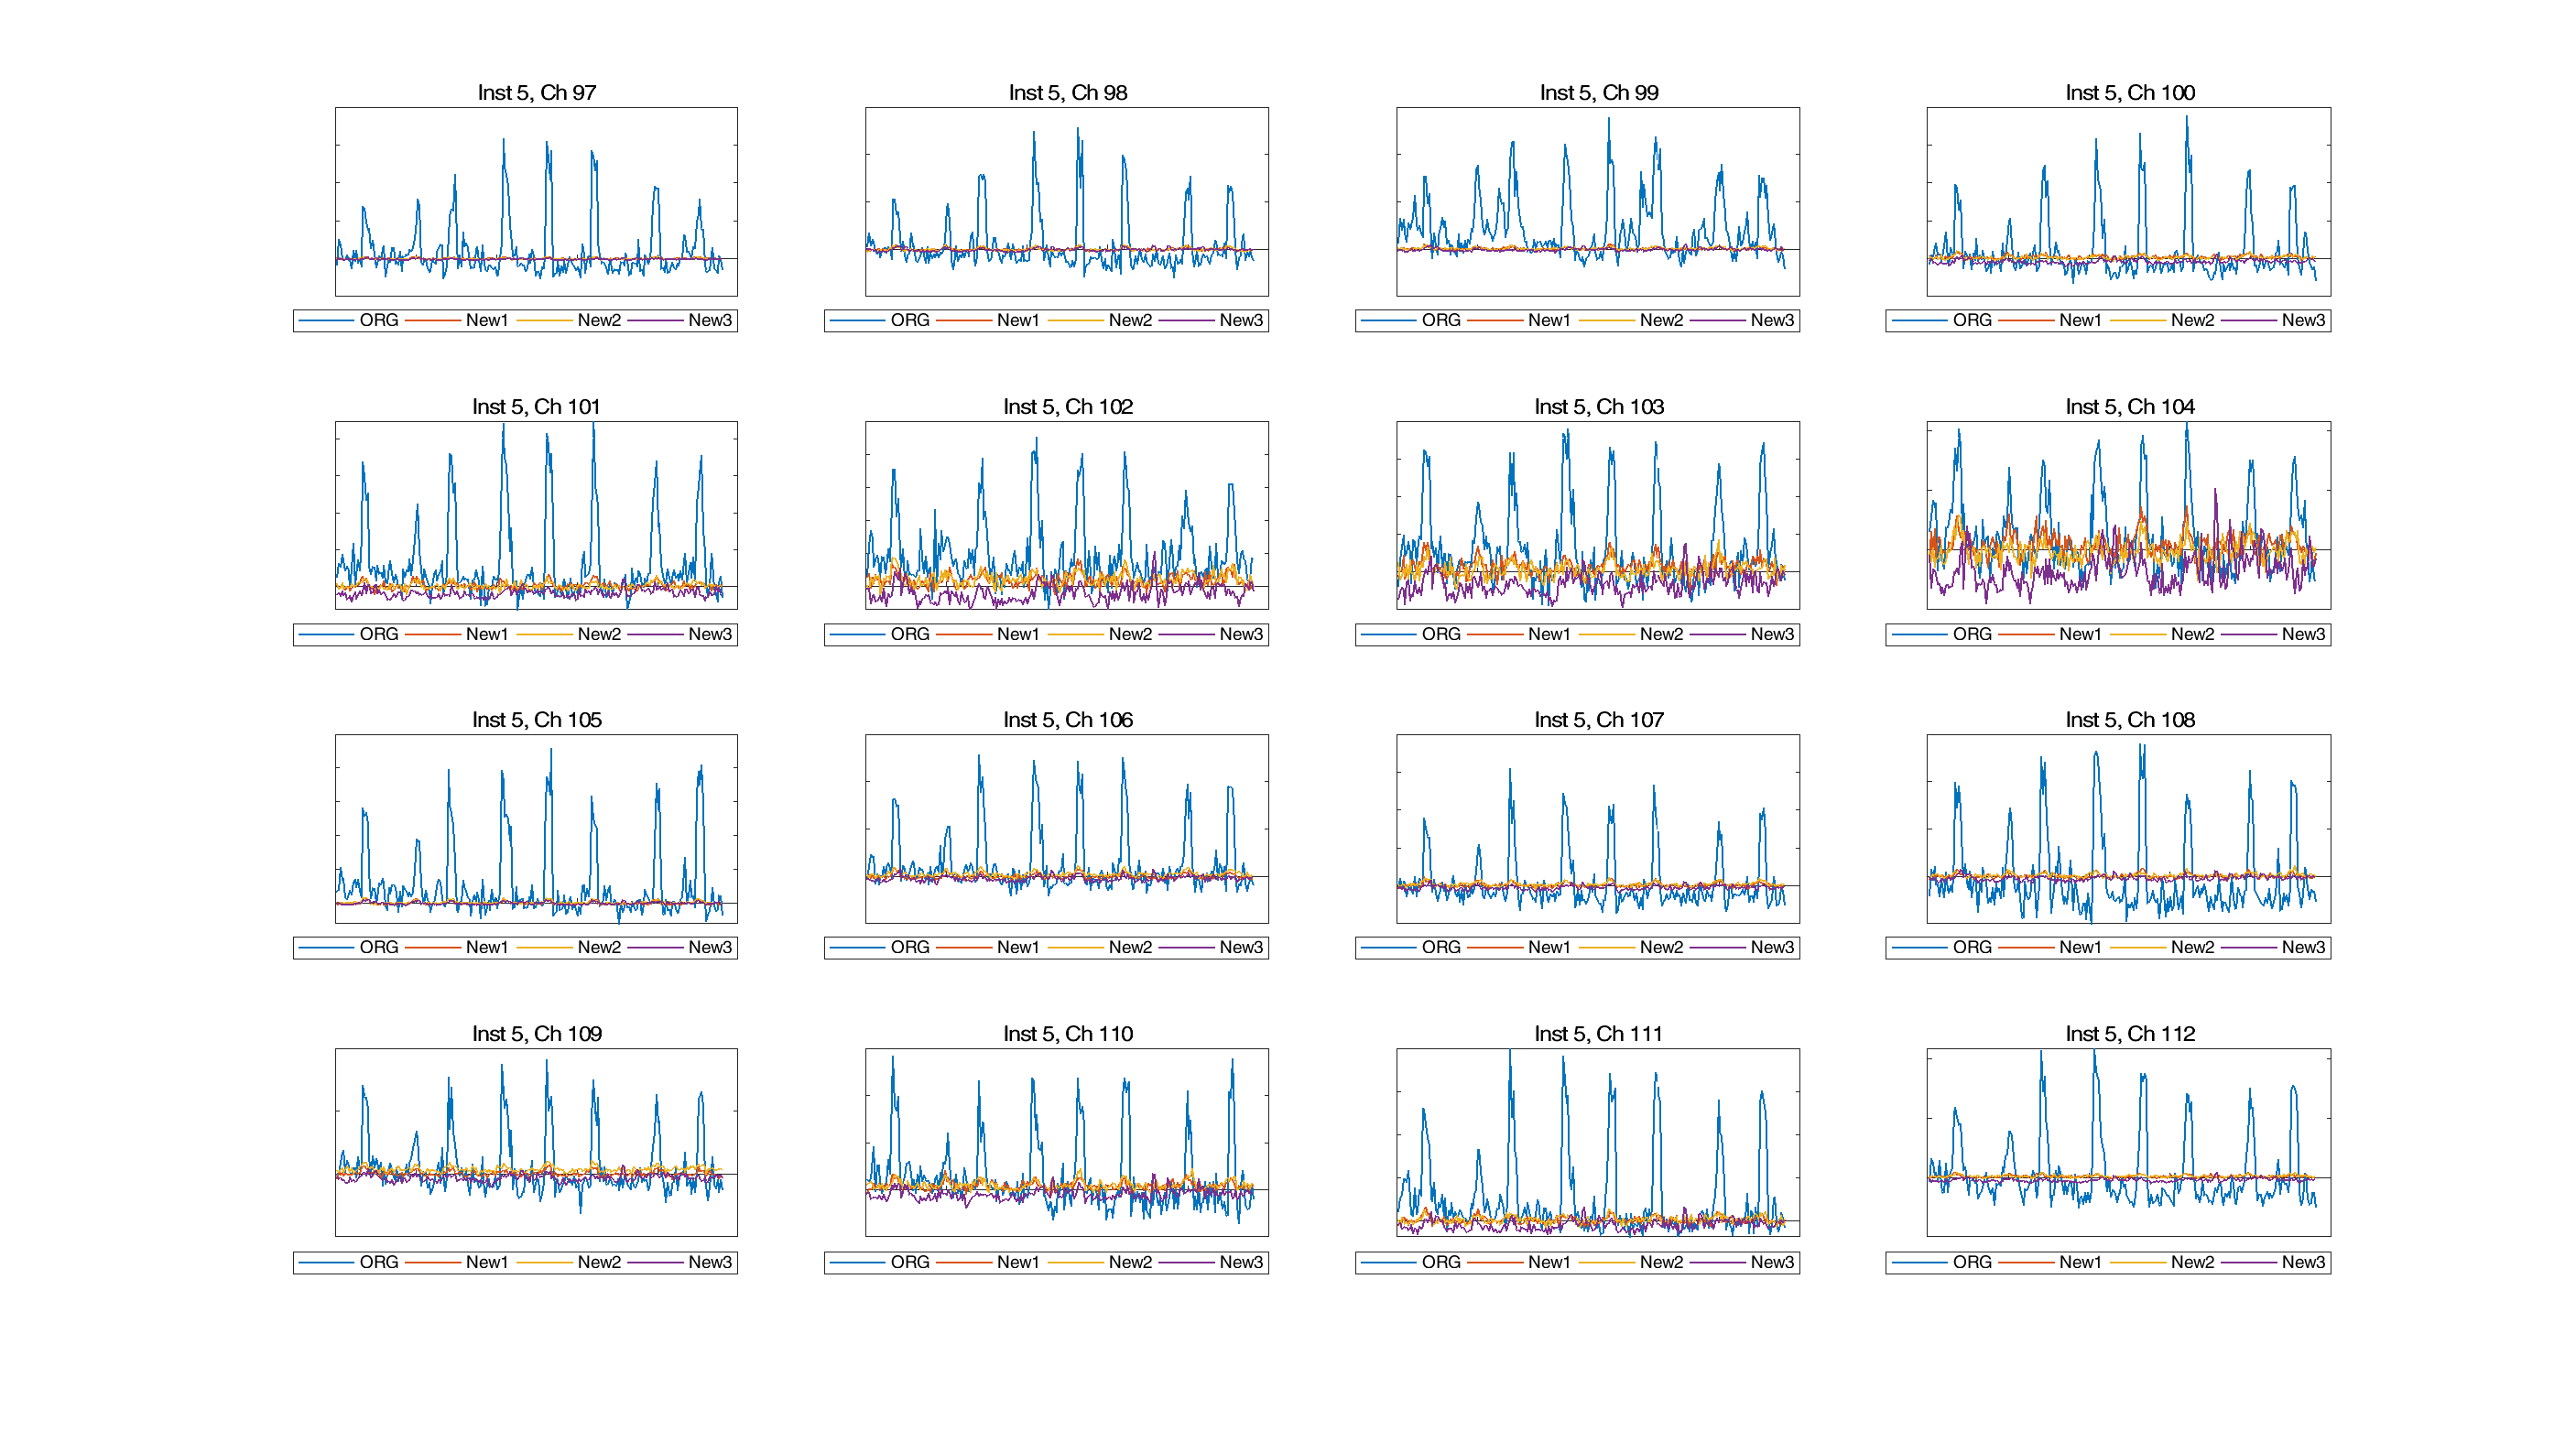 Inst 5, Ch 97
Inst 5, Ch 98
Inst 5, Ch 99
Inst 5, Ch 100
ORG New1 New2 New3
ORG New1 New2 New3
ORG New1 New2 New3
ORG New1 New2 New3
Inst 5, Ch 101
Inst 5, Ch 102
Inst 5, Ch 103
Inst 5, Ch 104
ORG New1 New2 New3
ORG New1 New2 New3
ORG New1 New2 New3
ORG New1 New2 New3
Inst 5, Ch 105
Inst 5, Ch 106
Inst 5, Ch 107
Inst 5, Ch 108
ORG New1 New2 New3
ORG New1 New2 New3
ORG New1 New2 New3
ORG New1 New2 New3
Inst 5, Ch 109
Inst 5, Ch 110
Inst 5, Ch 111
Inst 5, Ch 112
ORG New1 New2 New3
ORG New1 New2 New3
ORG New1 New2 New3
ORG New1 New2 New3